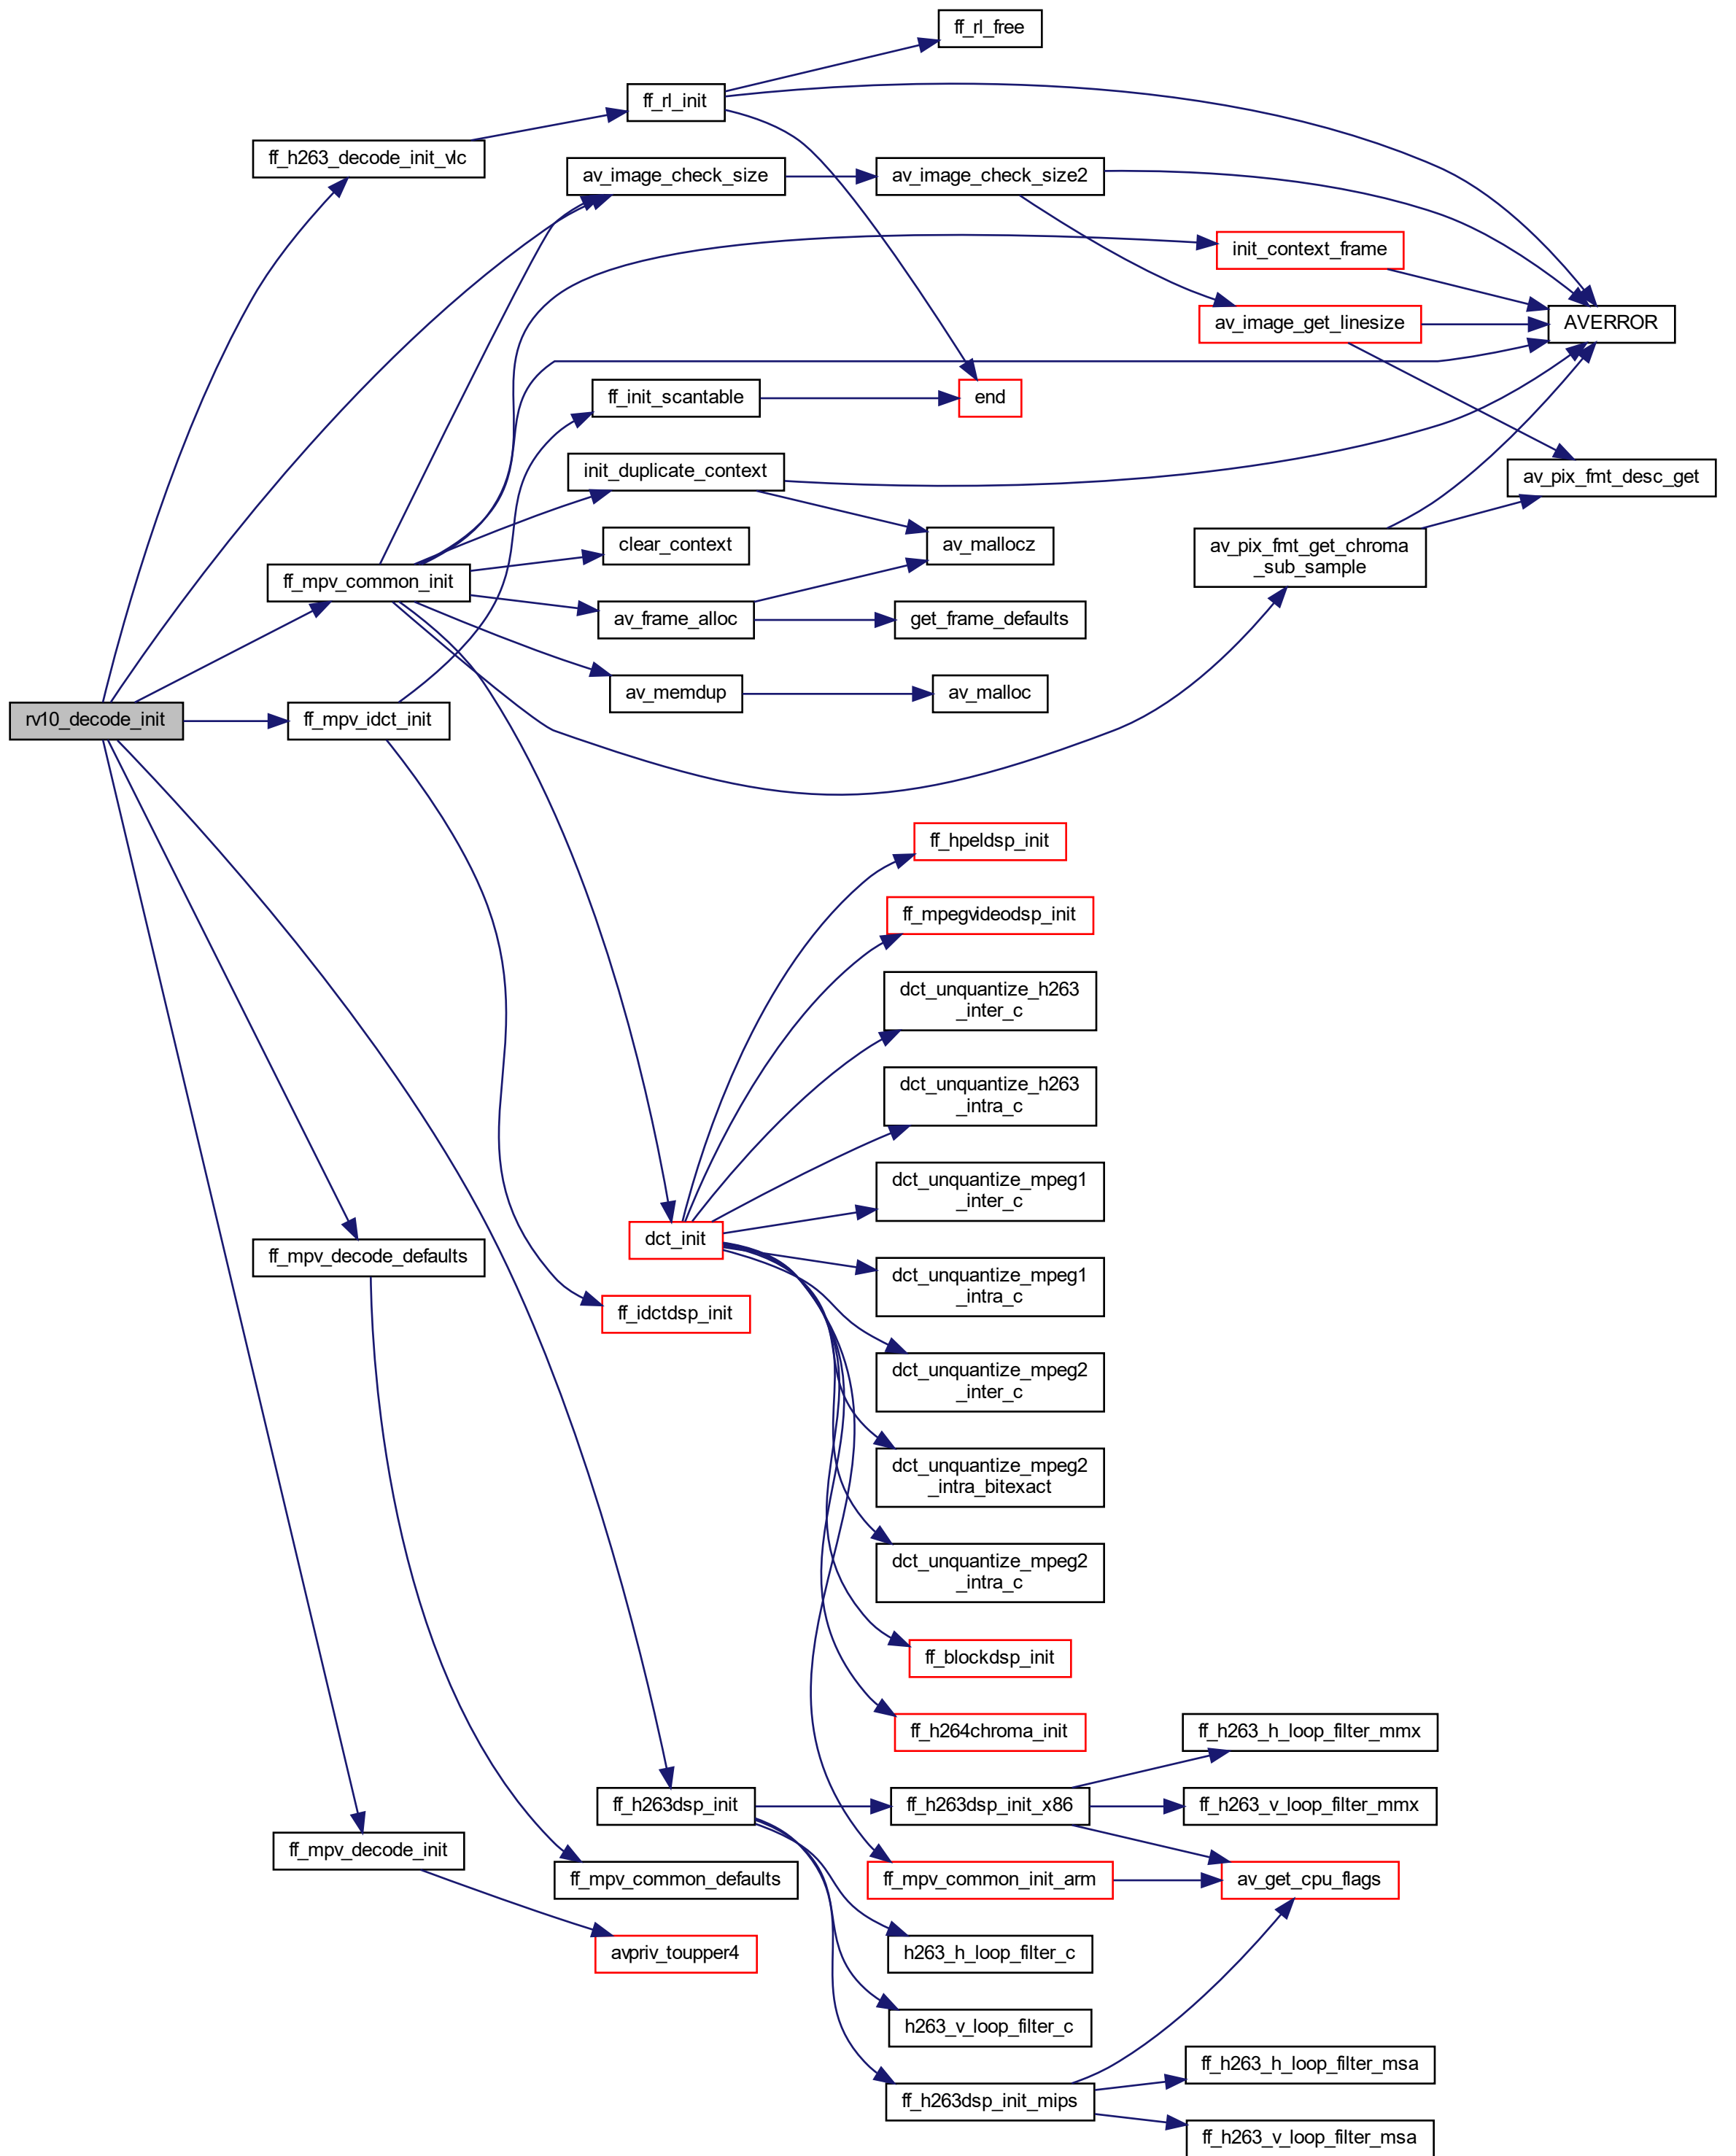 ff_rl_free
ff_rl_init
ff_h263_decode_init_vlc
av_image_check_size
av_image_check_size2
init_context_frame
av_image_get_linesize
AVERROR
ff_init_scantable
end
init_duplicate_context
av_pix_fmt_desc_get
clear_context
av_mallocz
av_pix_fmt_get_chroma
_sub_sample
ff_mpv_common_init
av_frame_alloc
get_frame_defaults
av_memdup
av_malloc
rv10_decode_init
ff_mpv_idct_init
ff_hpeldsp_init
ff_mpegvideodsp_init
dct_unquantize_h263
_inter_c
dct_unquantize_h263
_intra_c
dct_unquantize_mpeg1
_inter_c
dct_init
ff_mpv_decode_defaults
dct_unquantize_mpeg1
_intra_c
ff_idctdsp_init
dct_unquantize_mpeg2
_inter_c
dct_unquantize_mpeg2
_intra_bitexact
dct_unquantize_mpeg2
_intra_c
ff_blockdsp_init
ff_h264chroma_init
ff_h263_h_loop_filter_mmx
ff_h263dsp_init
ff_h263dsp_init_x86
ff_h263_v_loop_filter_mmx
ff_mpv_decode_init
ff_mpv_common_defaults
ff_mpv_common_init_arm
av_get_cpu_flags
avpriv_toupper4
h263_h_loop_filter_c
h263_v_loop_filter_c
ff_h263_h_loop_filter_msa
ff_h263dsp_init_mips
ff_h263_v_loop_filter_msa